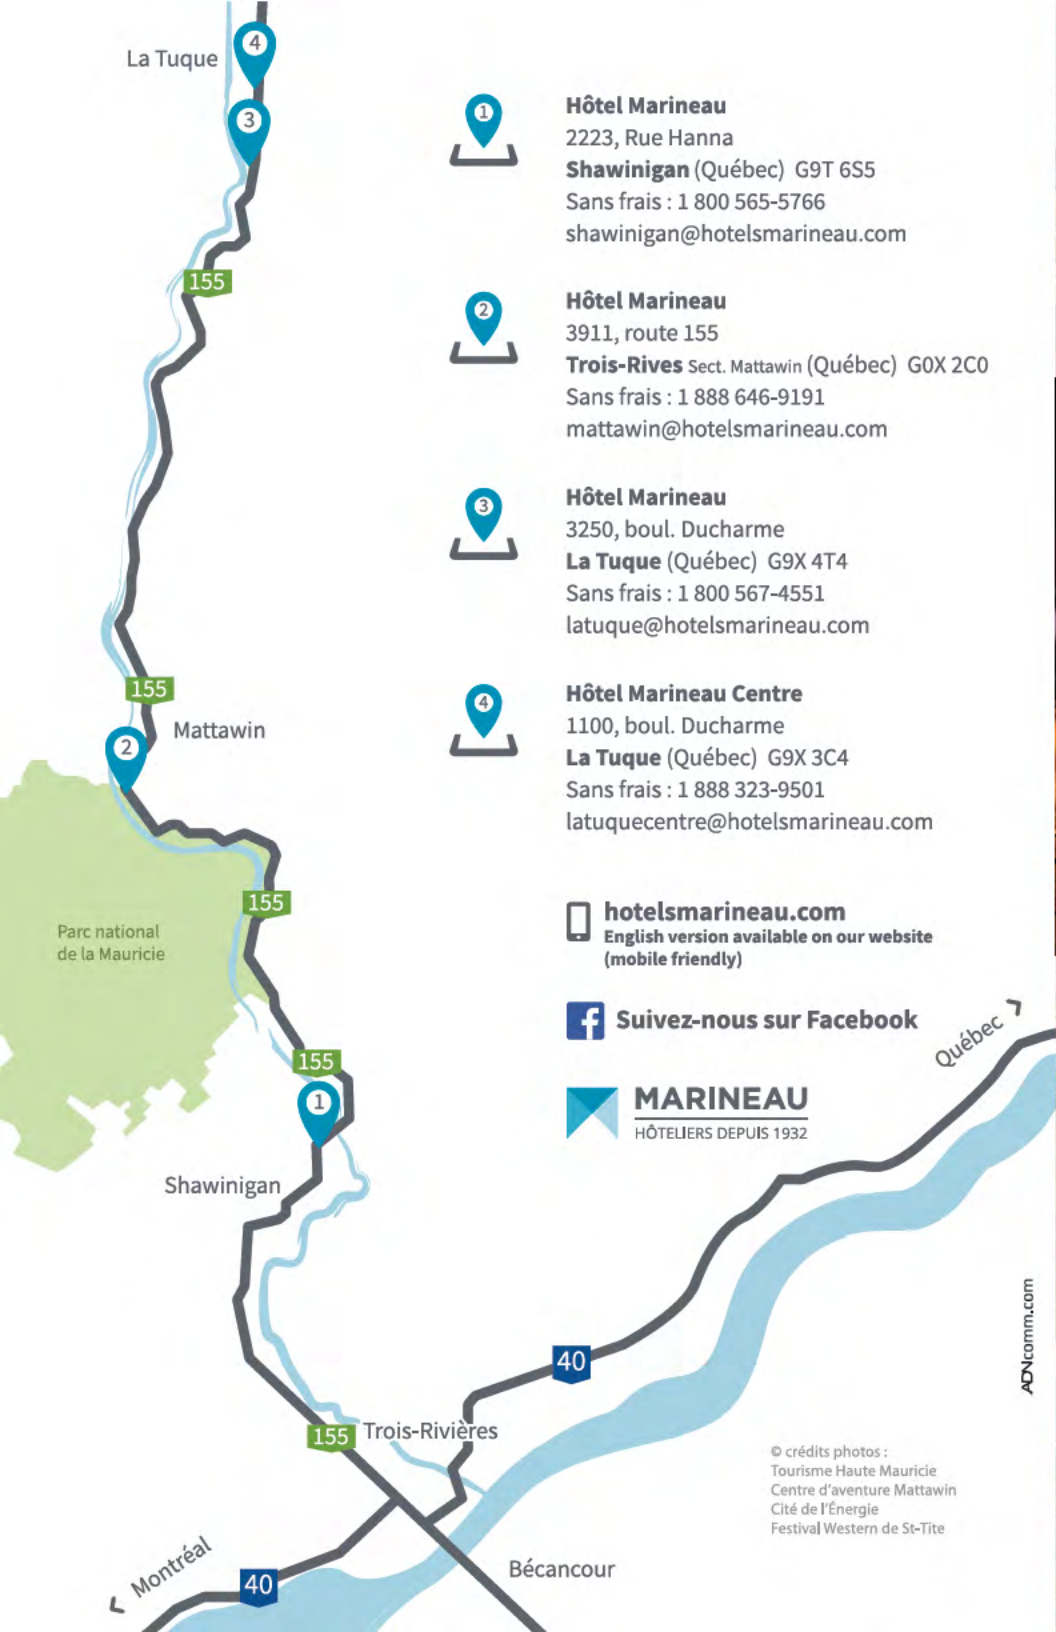 La Tuque
4
3
155
155
Mattawin
2
155
Parc national
de la Mauricie
155
1
Shawinigan
155
Trois-Rivières
40
Québec
Montréal
40
Bécancour
1
Hôtel Marineau
2223, Rue Hanna
Shawinigan (Québec) G9T 6S5
Sans frais : 1 800 565-5766
shawinigan@hotelsmarineau.com
2
Hôtel Marineau
3911, route 155
Trois-Rives Sect. Mattawin (Québec) G0X 2C0
Sans frais : 1 888 646-9191
mattawin@hotelsmarineau.com
3
Hôtel Marineau
3250, boul. Ducharme
La Tuque (Québec) G9X 4T4
Sans frais : 1 800 567-4551
latuque@hotelsmarineau.com
4
Hôtel Marineau Centre
1100, boul. Ducharme
La Tuque (Québec) G9X 3C4
Sans frais : 1 888 323-9501
latuquecentre@hotelsmarineau.com
hotelsmarineau.com
English version available on our website
(mobile friendly)
f Suivez-nous sur Facebook
MARINEAU
HÔTELIERS DEPUIS 1932
ADNcomm.com
© crédits photos :
Tourisme Haute Mauricie
Centre d'aventure Mattawin
Cité de l'Énergie
Festival Western de St-Tite